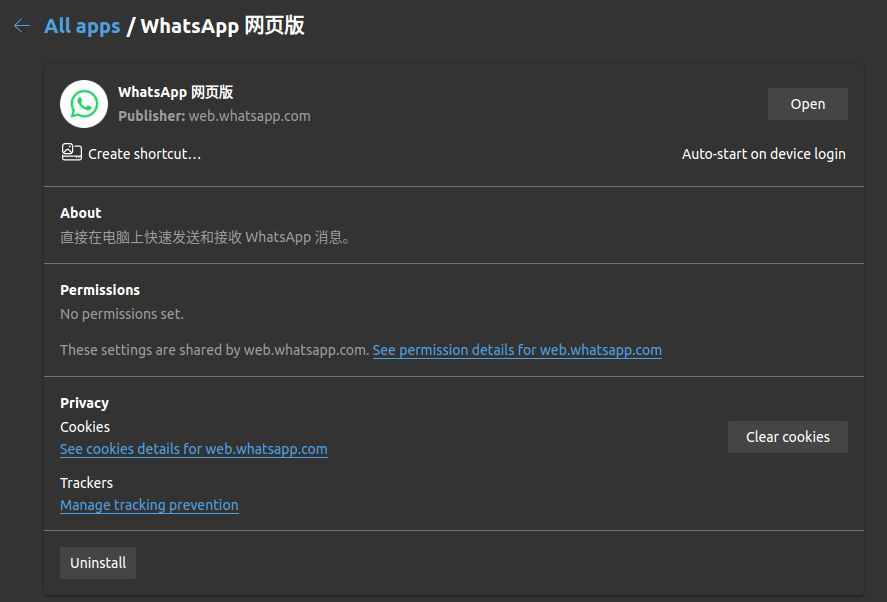 All apps / WhatsApp 网页版
WhatsApp 网页版
Publisher: web.whatsapp.com
Open
Create shortcut…
Auto-start on device login
About
直接在电脑上快速发送和接收 WhatsApp 消息。
Permissions
No permissions set.
These settings are shared by web.whatsapp.com. See permission details for web.whatsapp.com
Privacy
Cookies
See cookies details for web.whatsapp.com
Clear cookies
Trackers
Manage tracking prevention
Uninstall